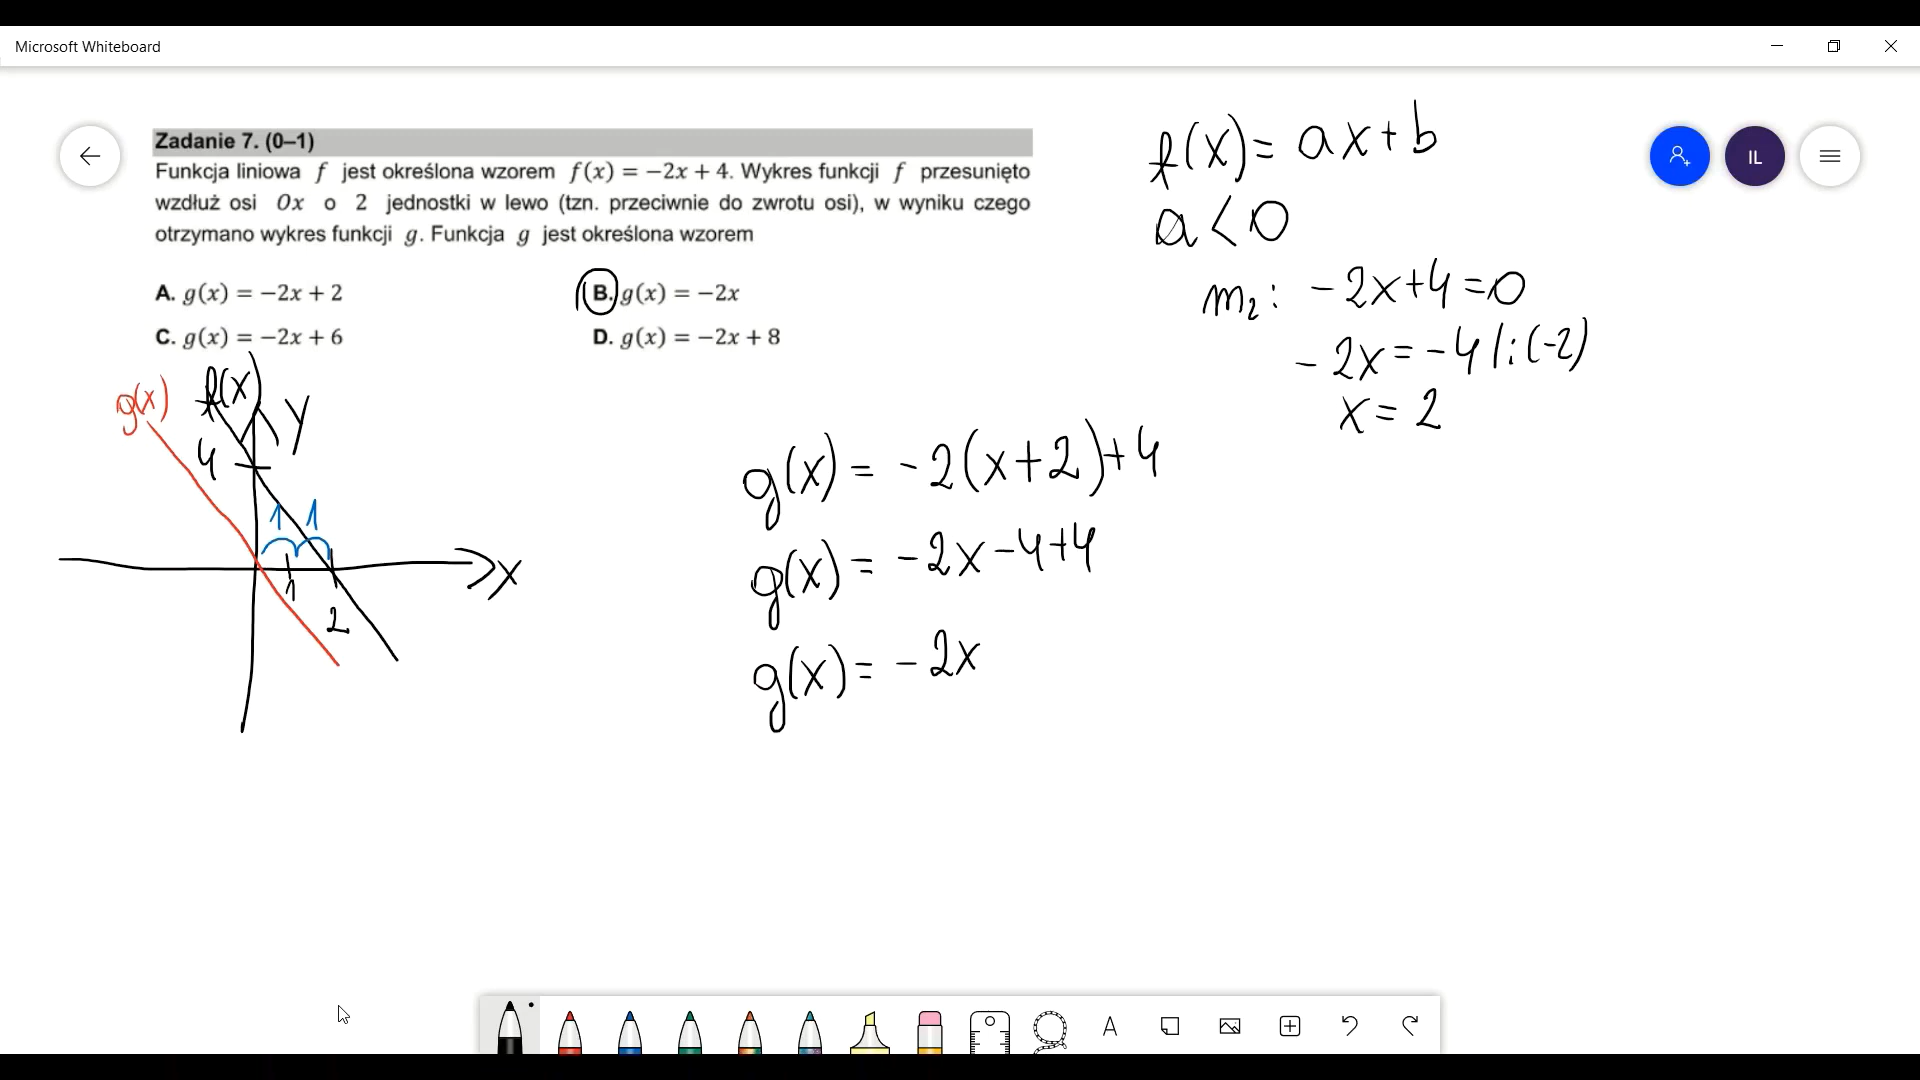 Microsoft Whiteboard
Zadanie 7. (0–1)
Funkcja liniowa f jest określona wzorem f(x) = −2x + 4. Wykres funkcji f przesunięto
wzdłuż osi Ox o 2 jednostki w lewo (tzn. przeciwnie do zwrotu osi), w wyniku czego
otrzymano wykres funkcji g. Funkcja g jest określona wzorem
A. g(x) = −2x + 2
B. g(x) = −2x
C. g(x) = −2x + 6
D. g(x) = −2x + 8
f(x) = ax + b
a < 0
m₂: -2x+4=0
-2x = -4 /:(-2)
x = 2
IL
g(x)
f(x)
Y
4
1 1
X
1
2
g(x) = -2(x+2)+4
g(x) = -2x-4+4
g(x) = -2x
A